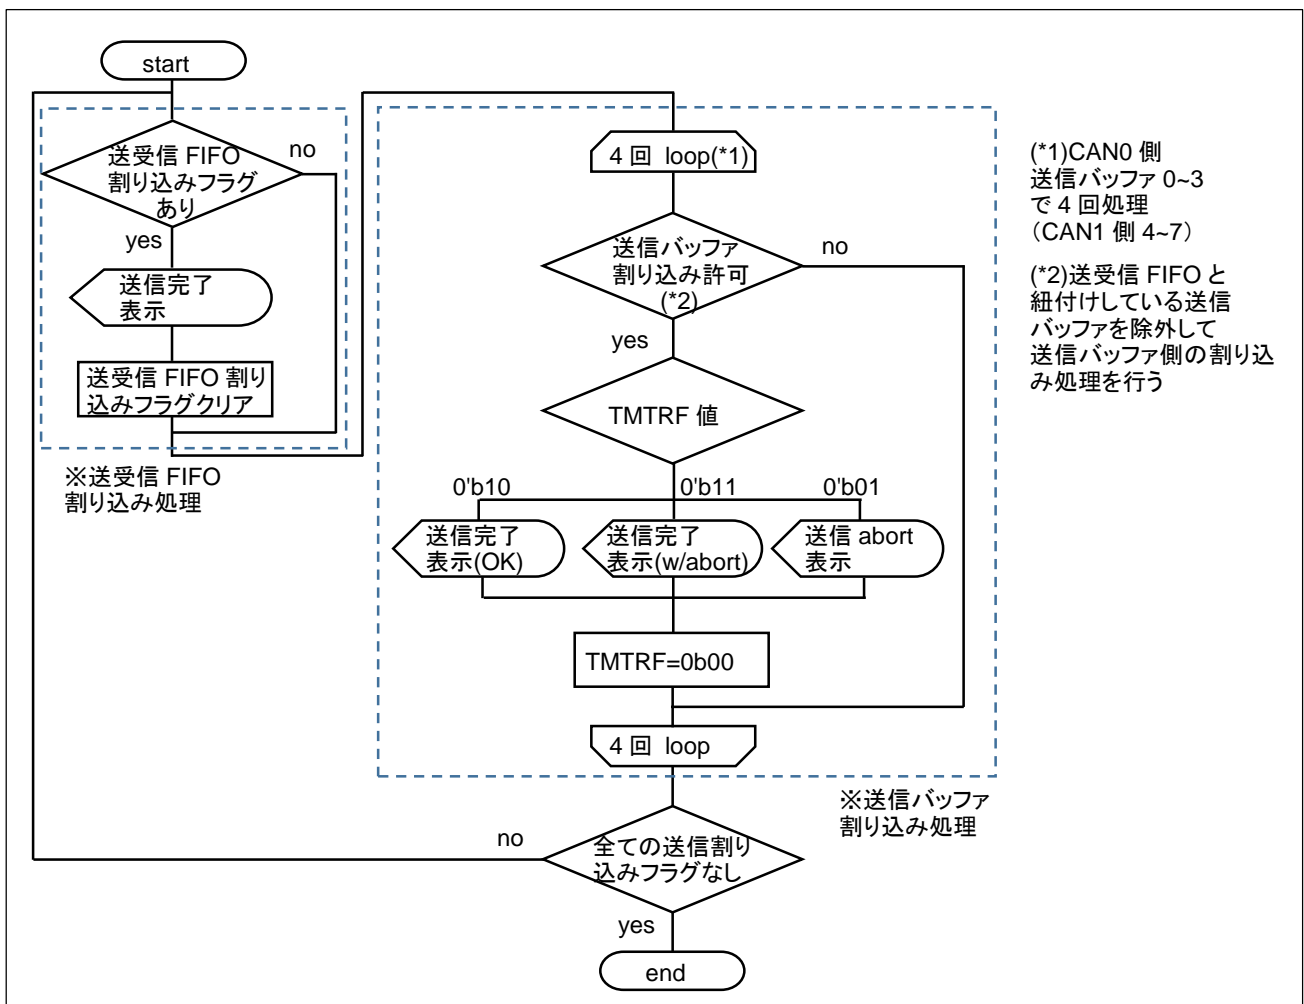 start
送受信 FIFO
割り込みフラグ
あり
no
yes
送信完了
表示
送受信 FIFO 割り
込みフラグクリア
※送受信 FIFO
割り込み処理
4 回 loop(*1)
送信バッファ
割り込み許可
(*2)
no
yes
TMTRF 値
0'b10
0'b11
0'b01
送信完了
表示(OK)
送信完了
表示(w/abort)
送信 abort
表示
TMTRF=0b00
4 回 loop
※送信バッファ
割り込み処理
全ての送信割り
込みフラグなし
no
yes
end
(*1)CAN0 側
送信バッファ 0~3
で 4 回処理
（CAN1 側 4~7）
(*2)送受信 FIFO と
紐付けしている送信
バッファを除外して
送信バッファ側の割り込
み処理を行う